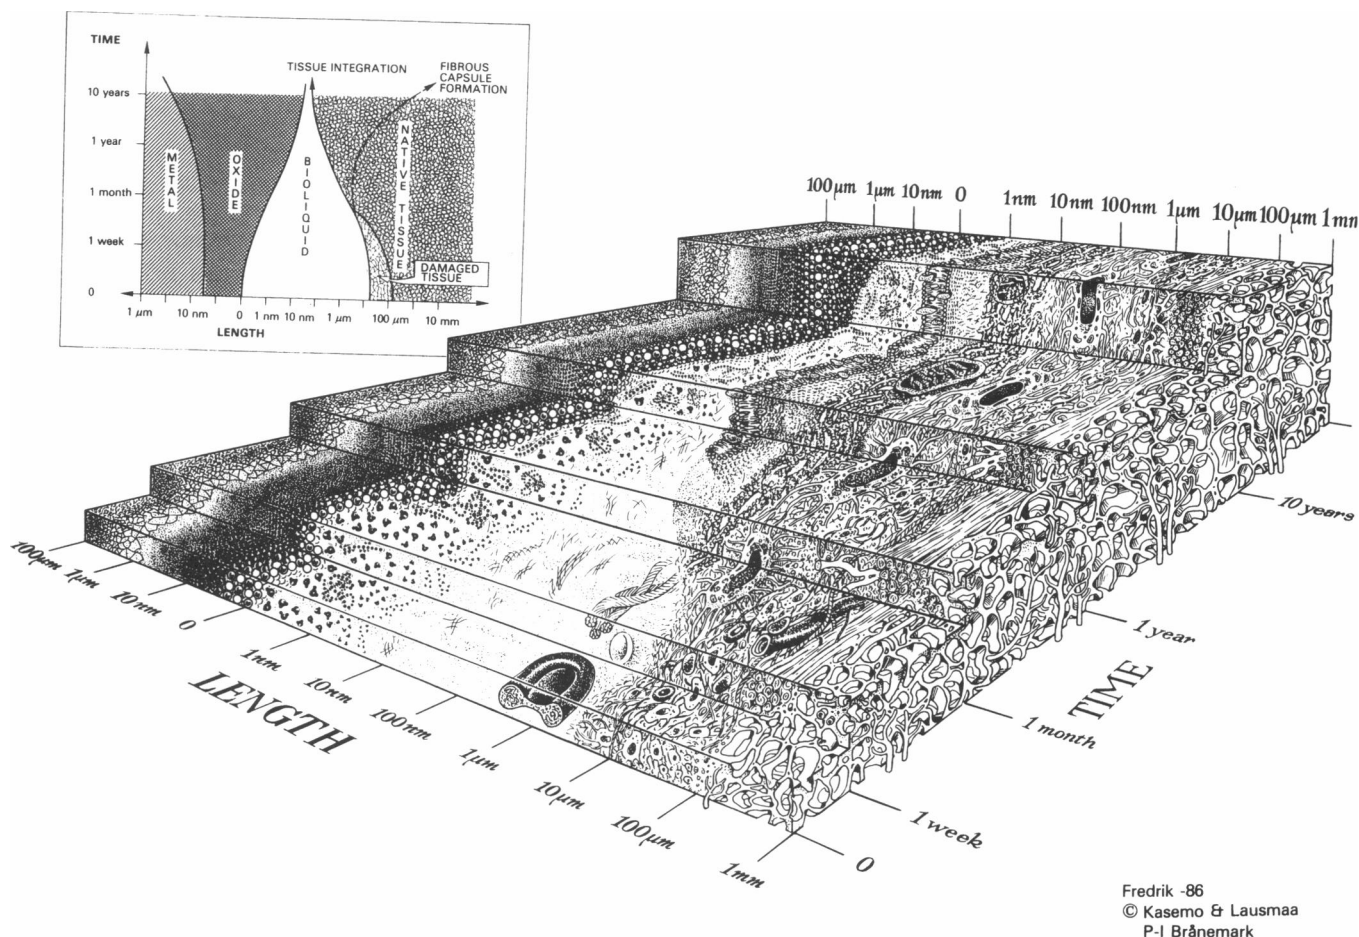 TIME
TISSUE INTEGRATION
FIBROUS
CAPSULE
FORMATION
10 years
1 year
1 month
1 week
0
METAL
OXIDE
BIOLIQUID
NATIVE TISSUE
DAMAGED
TISSUE
1 µm 10 nm 0 1 nm 10 nm 1 µm 100 µm 10 mm
LENGTH
100µm 1µm 10nm 0 1nm 10nm 100nm 1µm 10µm 100µm 1mm
100µm 1µm 10nm 0 1nm 10nm 100nm 1µm 10µm 100µm 1mm
LENGTH
10 years
1 year
1 month
1 week
0
TIME
Fredrik -86
© Kasemo & Lausmaa
P-I Brånemark